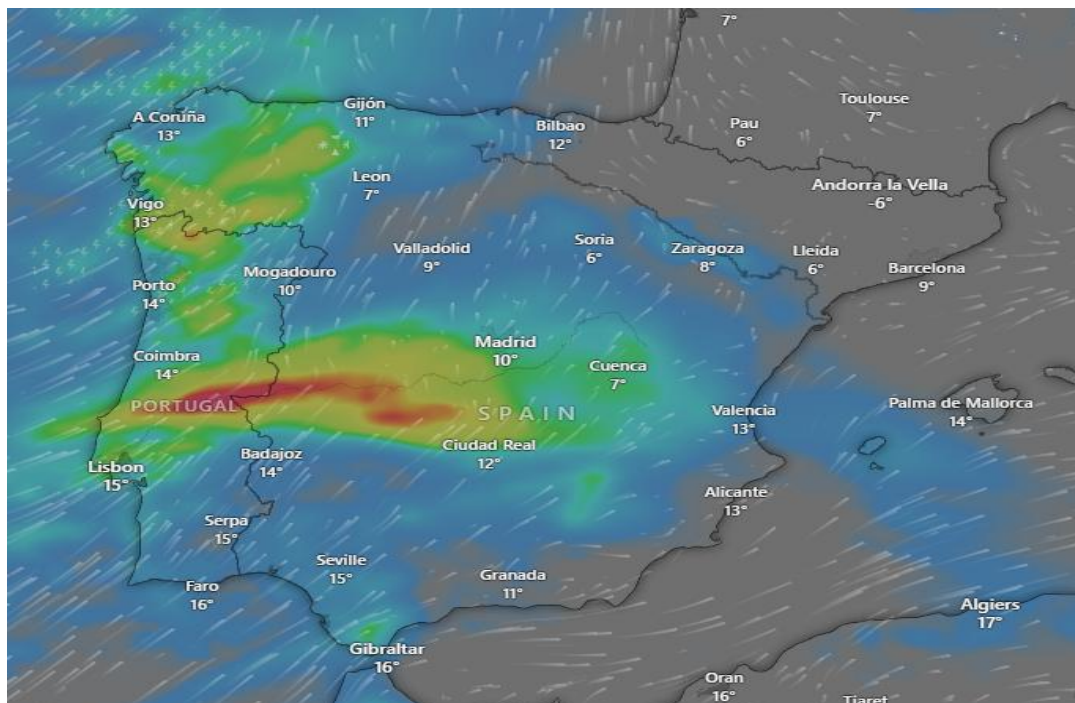 7°
Toulouse
7°
A Coruña
13°
Gijón
11°
Bilbao
12°
Pau
6°
Leon
7°
Andorra la Vella
-6°
Vigo
13°
Valladolid
9°
Soria
6°
Zaragoza
8°
Lleida
6°
Barcelona
9°
Mogadouro
10°
Porto
14°
Madrid
10°
Coimbra
14°
Cuenca
7°
PORTUGAL
SPAIN
Valencia
13°
Palma de Mallorca
14°
Ciudad Real
12°
Badajoz
14°
Lisbon
15°
Alicante
13°
Serpa
15°
Seville
15°
Granada
11°
Faro
16°
Algiers
17°
Gibraltar
16°
Oran
16°
Tiaret